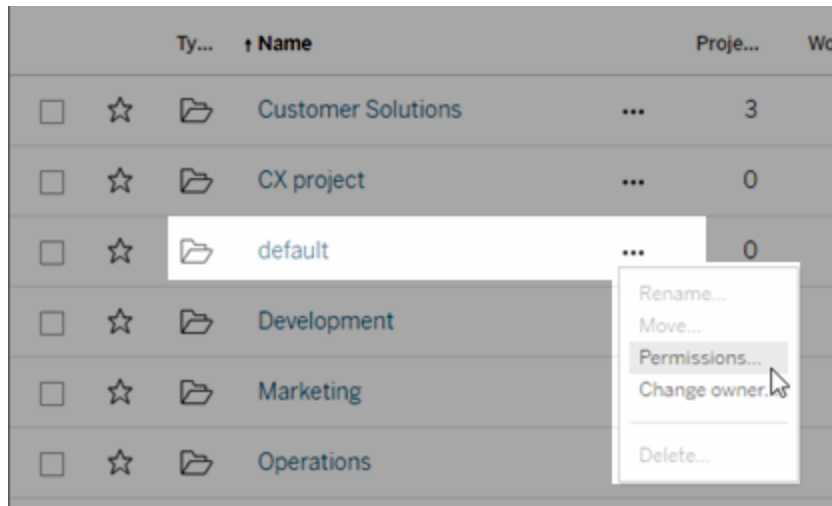 Ty... ↑ Name Proje... Wo
Customer Solutions ... 3
CX project ... 0
default ... 0
Rename...
Move...
Development
Permissions...
Marketing
Change owner...
Delete...
Operations